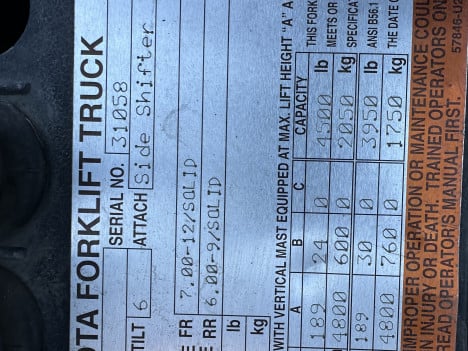 OTA FORKLIFT TRUCK
SERIAL NO. 31058
TILT 6 ATTACH Side Shifter
E FR 7.00-12/SOLID
E RR 6.00-9/SOLID
lb
kg
WITH VERTICAL MAST EQUIPPED AT MAX. LIFT HEIGHT "A" A
A B C CAPACITY
189 24 0 4500 lb
4800 600 0 2050 kg
189 30 0 3950 lb
4800 760 0 1750 kg
THIS FORK
MEETS OR
SPECIFICA
ANSI B56.1
THE DATE O
IMPROPER OPERATION OR MAINTENANCE COUL
AN INJURY OR DEATH. TRAINED OPERATORS ON
READ OPERATORS MANUAL FIRST.
57846-U2